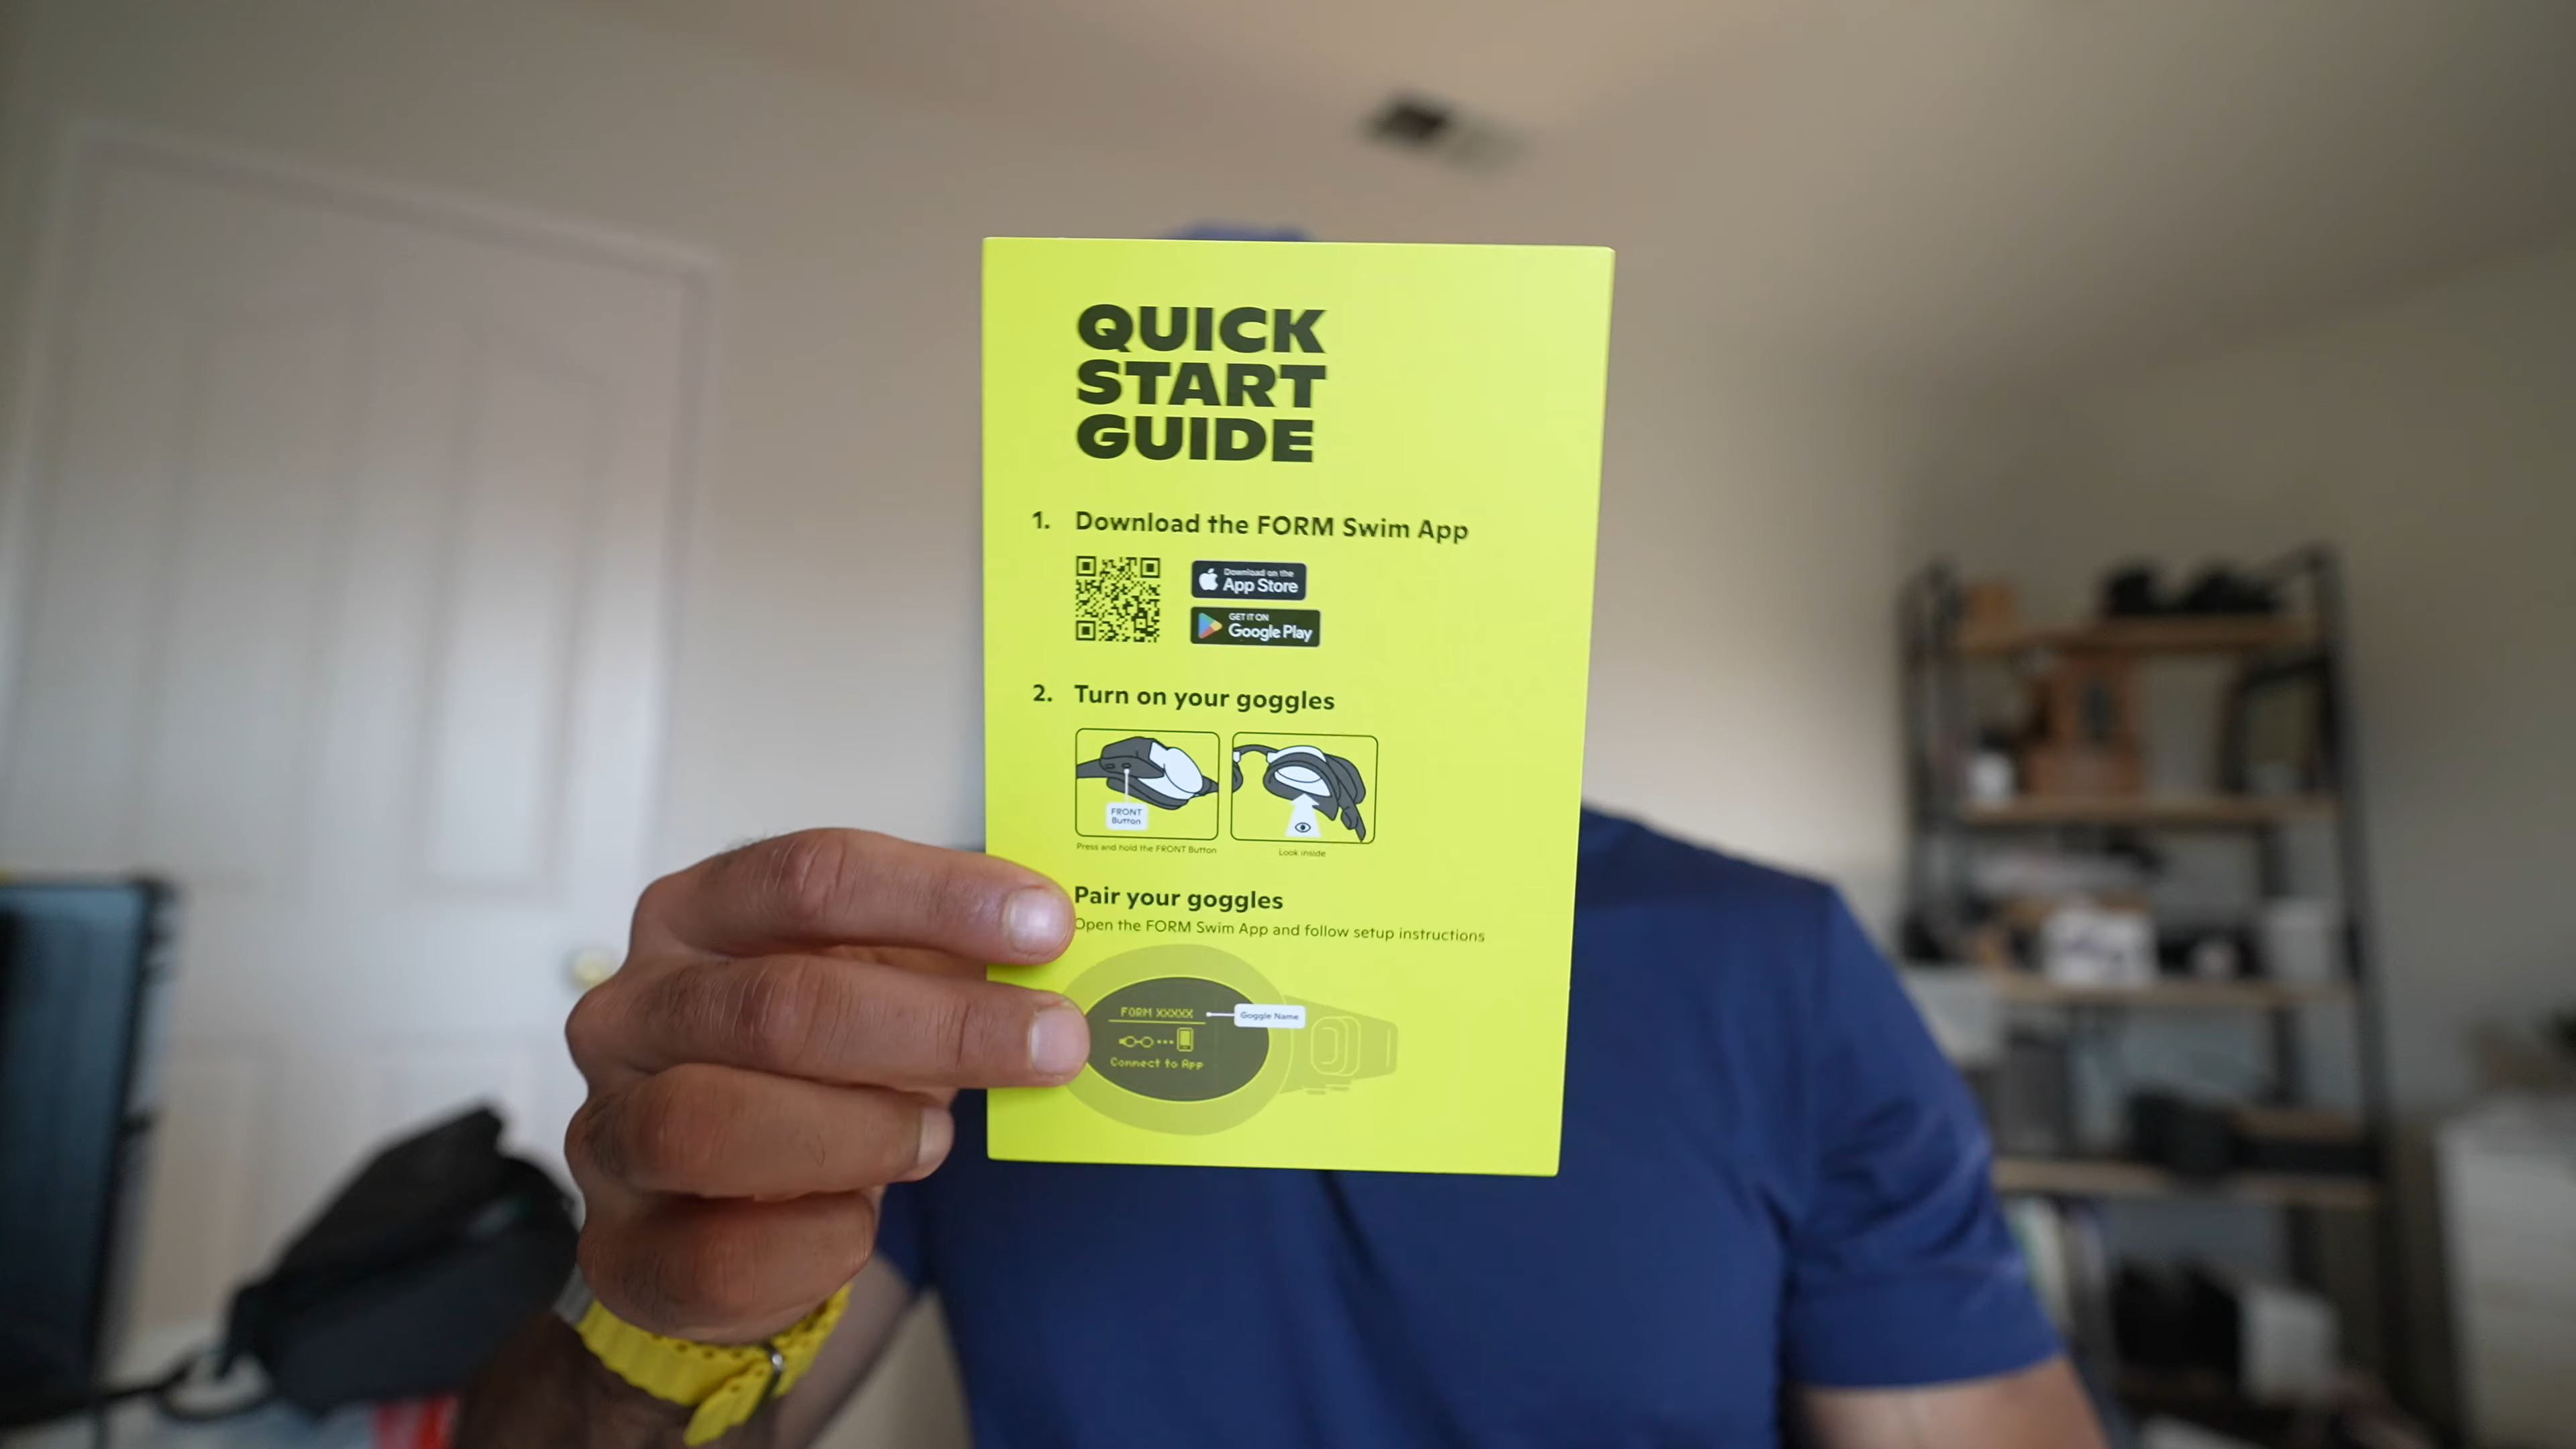 QUICK
START
GUIDE
1. Download the FORM Swim App
Download on the
App Store
GET IT ON
Google Play
2. Turn on your goggles
FRONT
Button
Press and hold the FRONT Button
Look inside
Pair your goggles
Open the FORM Swim App and follow setup instructions
FORM XXXXX
Goggle Name
Connect to App